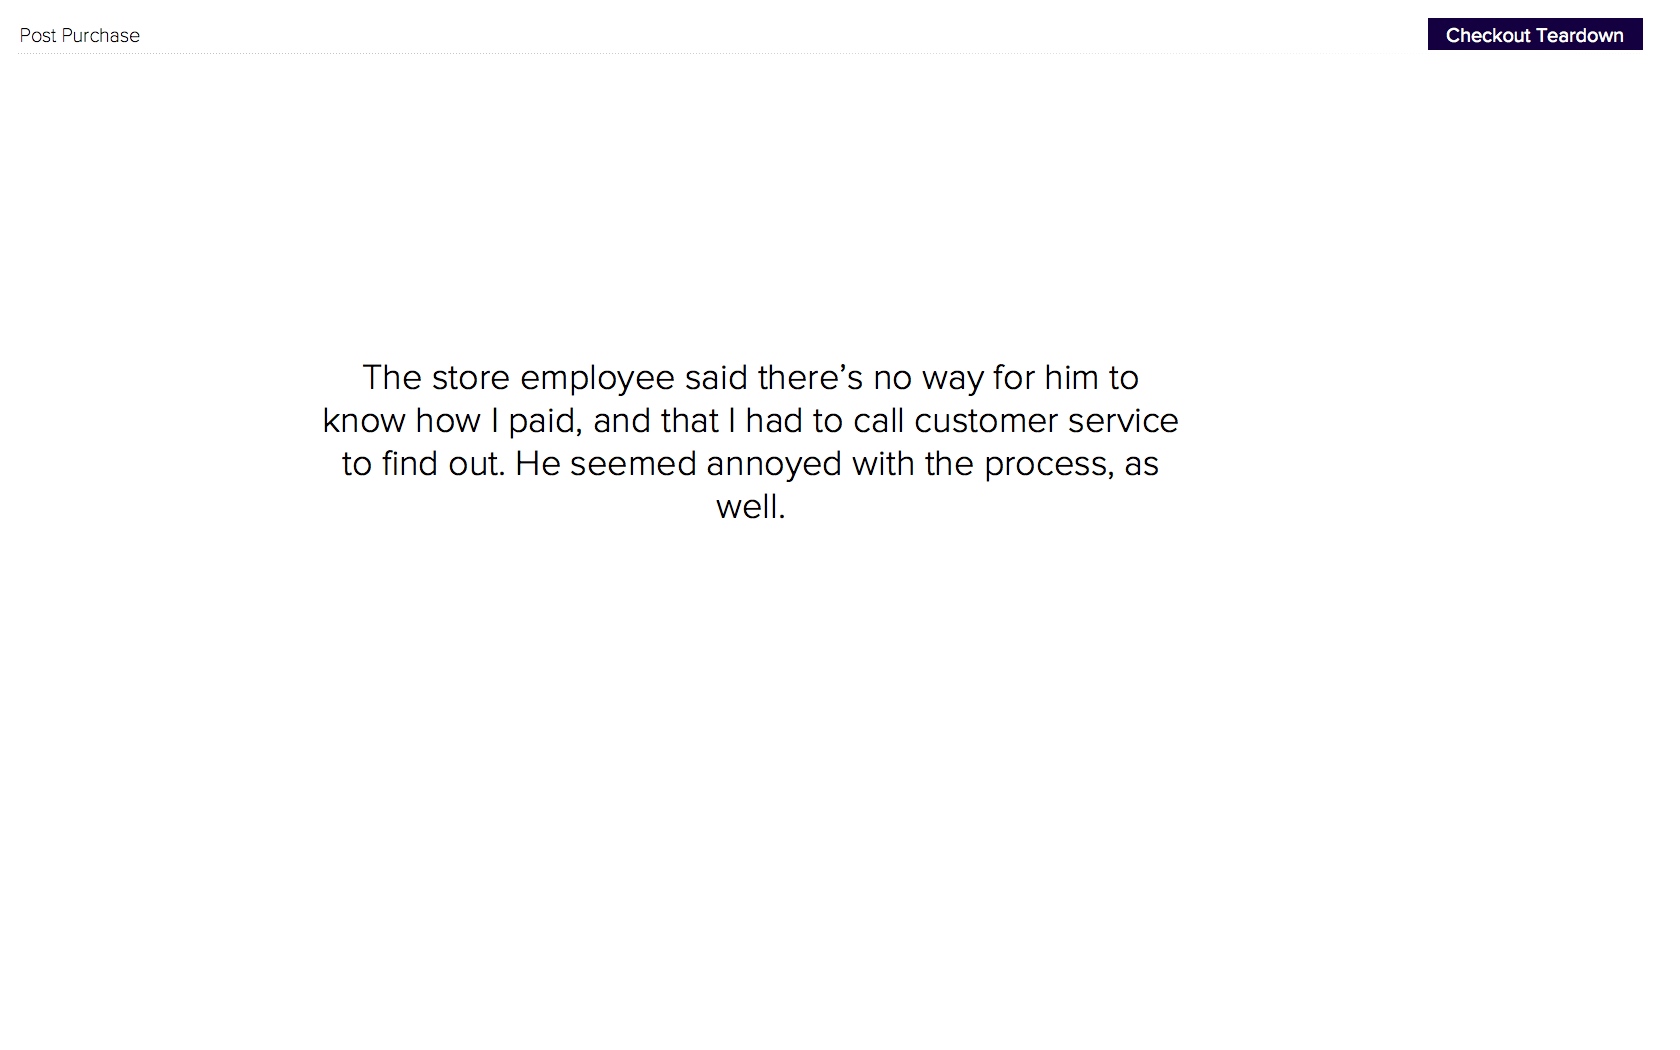 Post Purchase
Checkout Teardown
The store employee said there’s no way for him to
know how I paid, and that I had to call customer service
to find out. He seemed annoyed with the process, as
well.